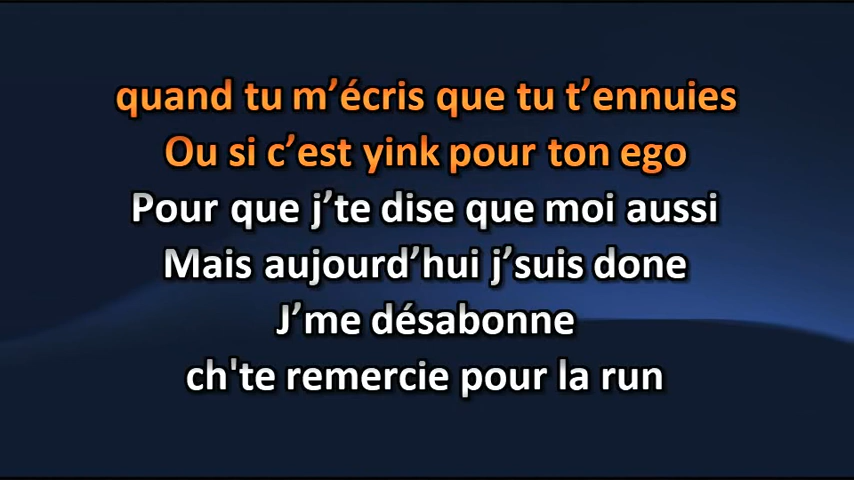 quand tu m’écris que tu t’ennuies
Ou si c’est yink pour ton ego
Pour que j’te dise que moi aussi
Mais aujourd’hui j’suis done
J’me désabonne
ch'te remercie pour la run